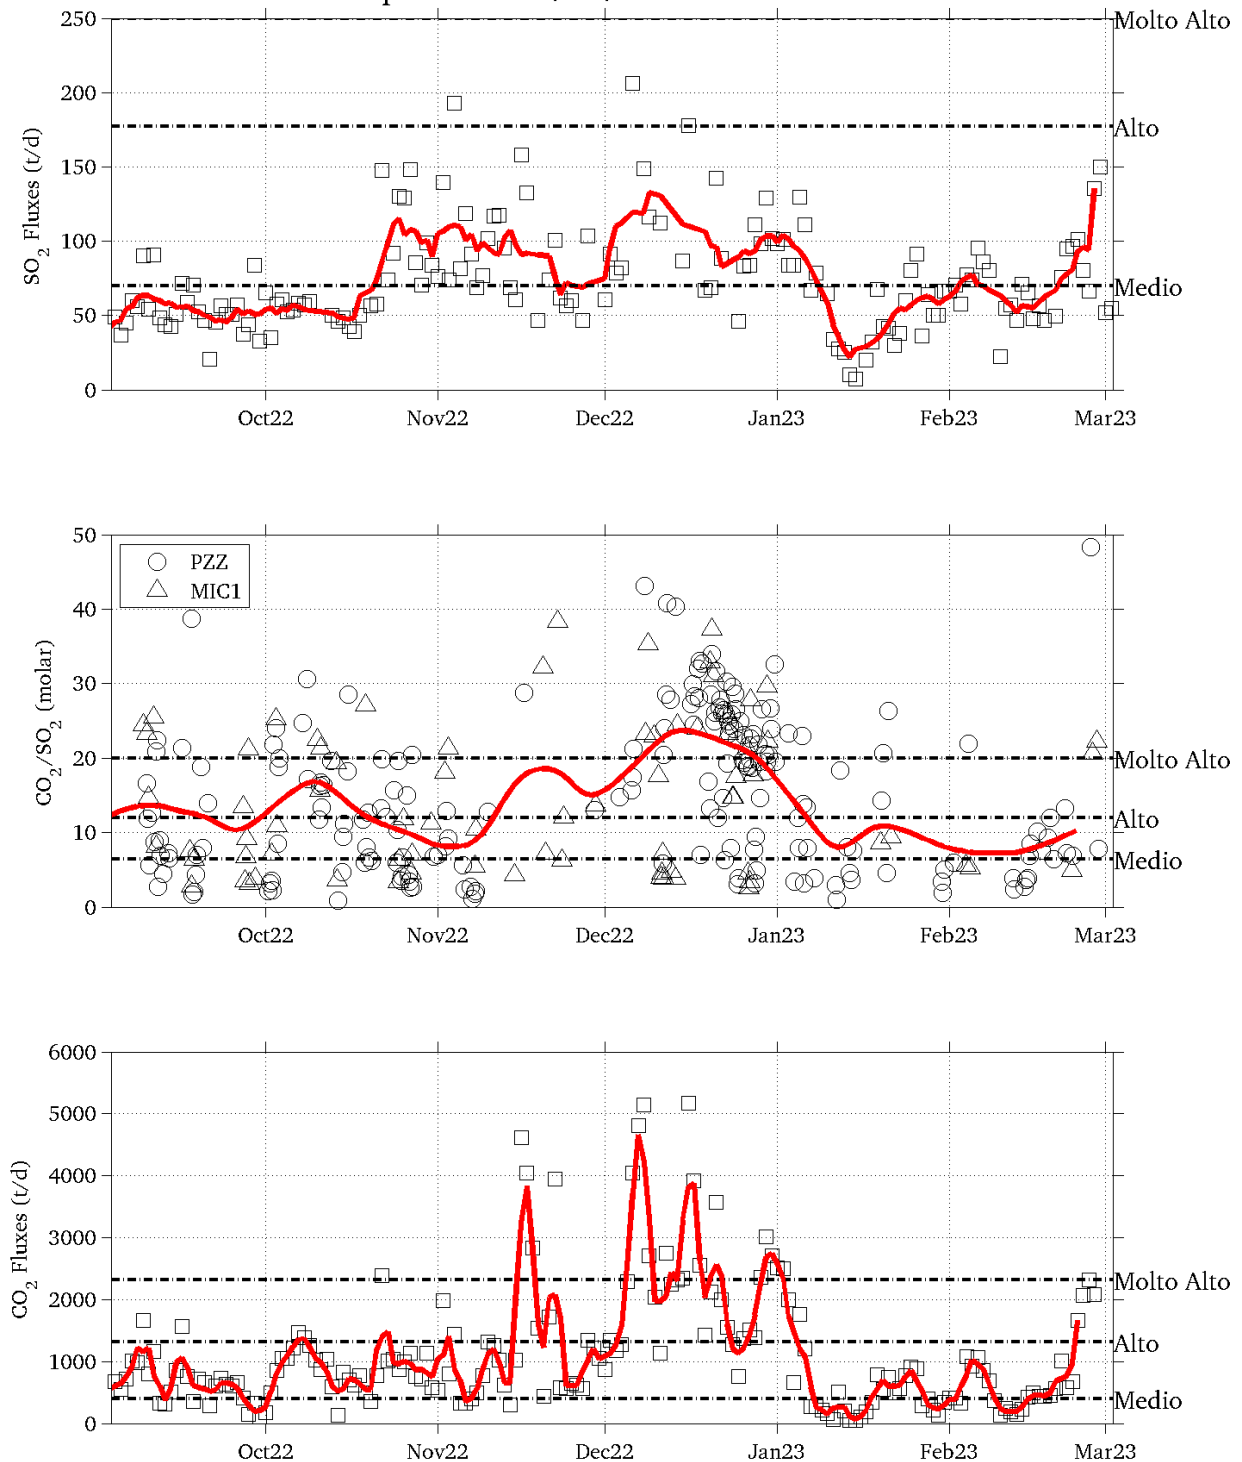 250
200
150
100
50
0
SO2 Fluxes (t/d)
Molto Alto
Alto
Medio
Oct22 Nov22 Dec22 Jan23 Feb23 Mar23
50
40
30
20
10
0
CO2/SO2 (molar)
PZZ
MIC1
Molto Alto
Alto
Medio
Oct22 Nov22 Dec22 Jan23 Feb23 Mar23
6000
5000
4000
3000
2000
1000
0
CO2 Fluxes (t/d)
Molto Alto
Alto
Medio
Oct22 Nov22 Dec22 Jan23 Feb23 Mar23